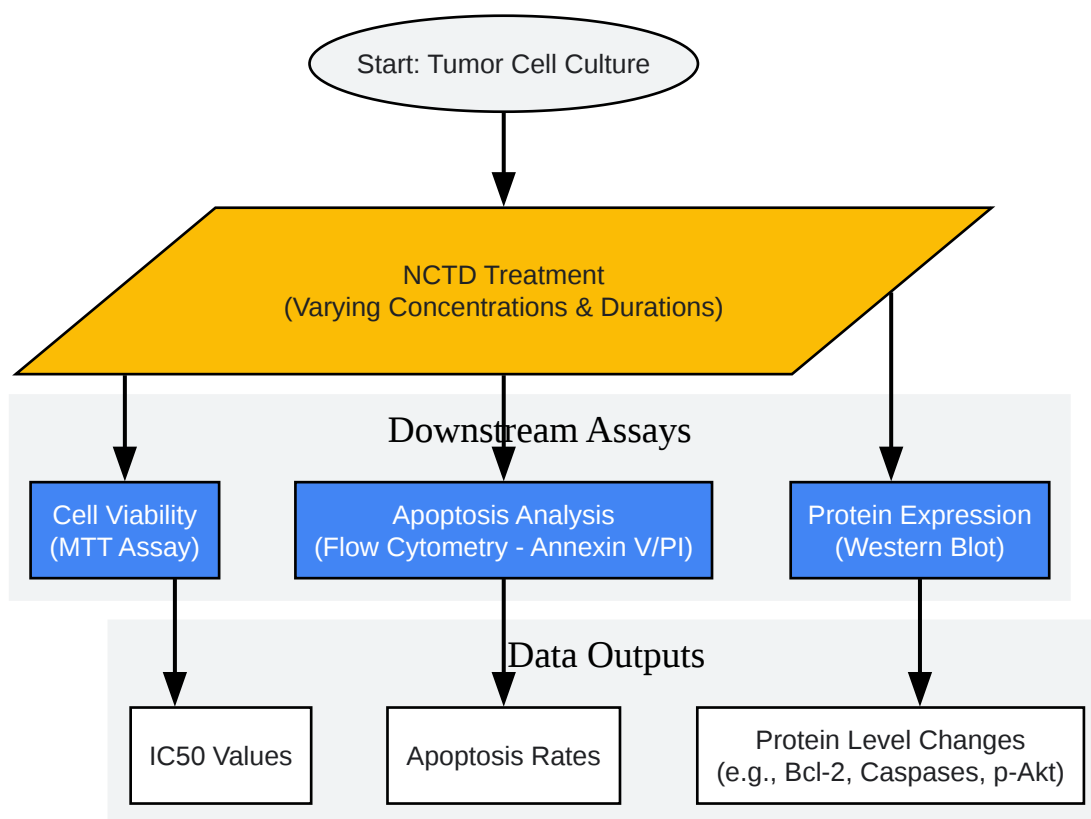 Start: Tumor Cell Culture
NCTD Treatment
(Varying Concentrations & Durations)
Downstream Assays
Cell Viability
(MTT Assay)
Apoptosis Analysis
(Flow Cytometry - Annexin V/PI)
Protein Expression
(Western Blot)
Data Outputs
IC50 Values
Apoptosis Rates
Protein Level Changes
(e.g., Bcl-2, Caspases, p-Akt)